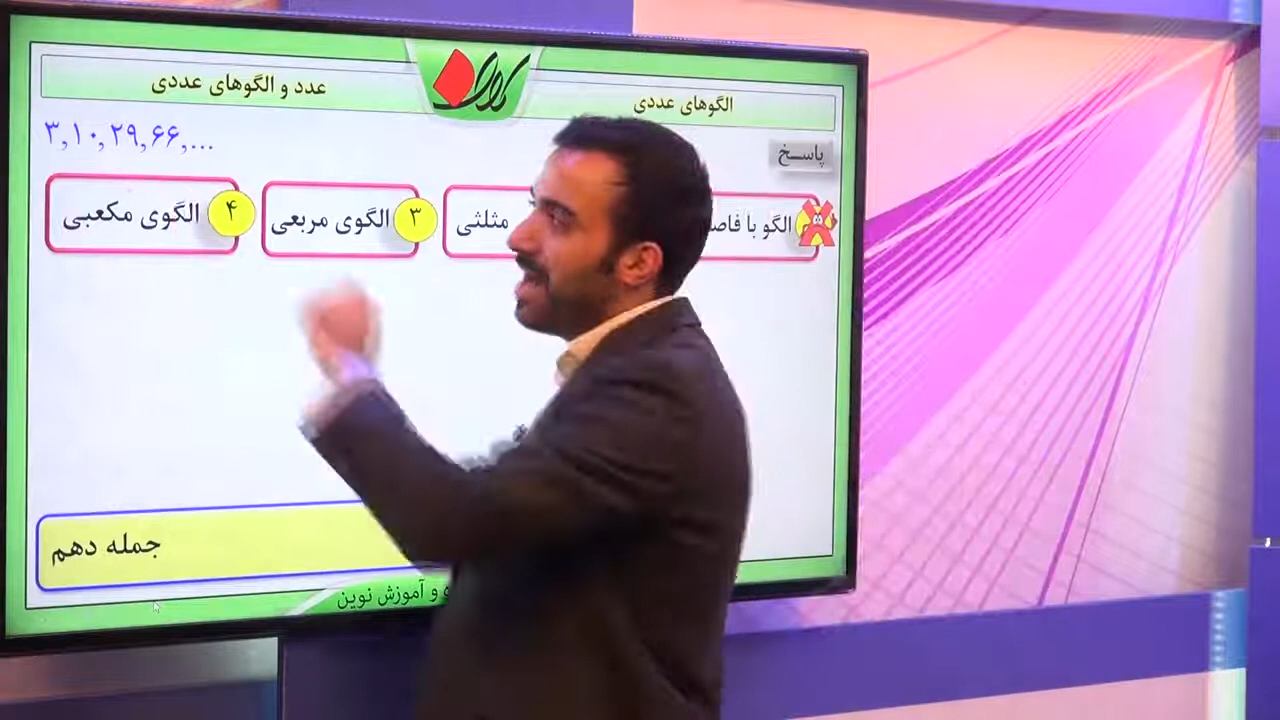 الگوهای عددی
عدد و الگوهای عددی
پاسخ
۳,۱۰,۲۹,۶۶,...
الگو با
مثلثی
۳ الگوی مربعی
۴ الگوی مکعبی
جمله دهم
و آموزش نوین